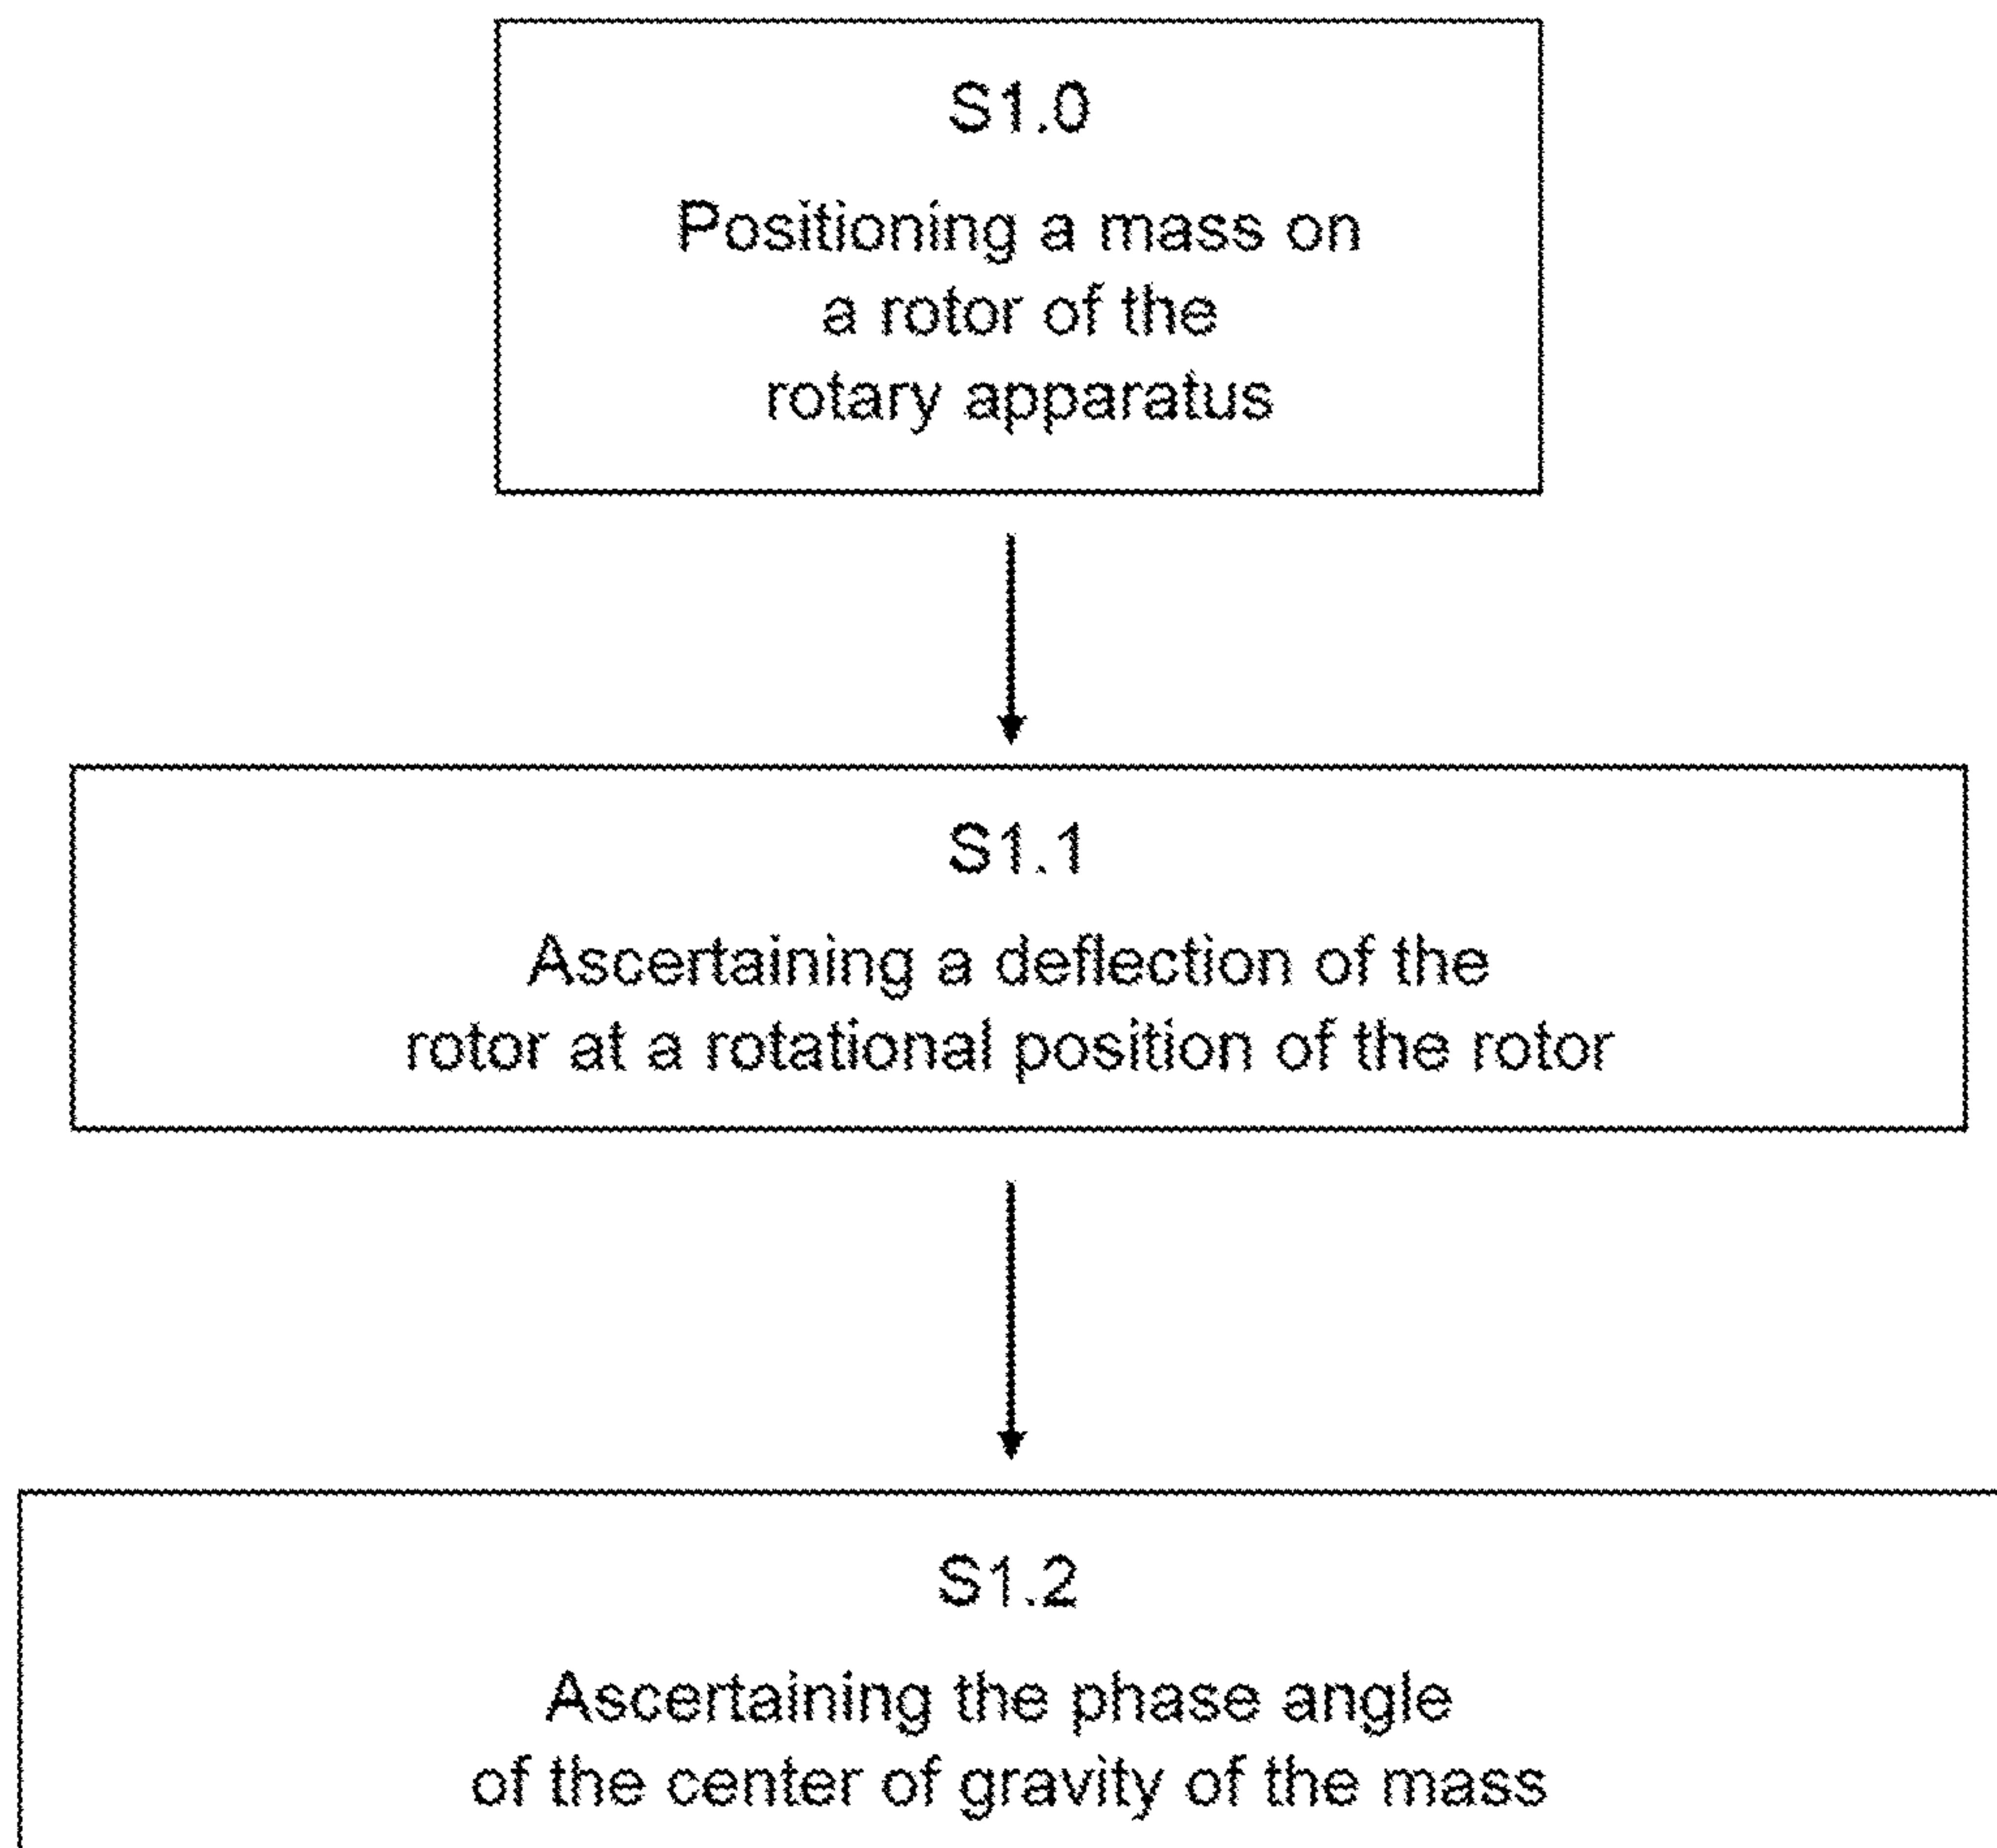 S1.0
Positioning a mass on
a rotor of the
rotary apparatus
S1.1
Ascertaining a deflection of the
rotor at a rotational position of the rotor
S1.2
Ascertaining the phase angle
of the center of gravity of the mass